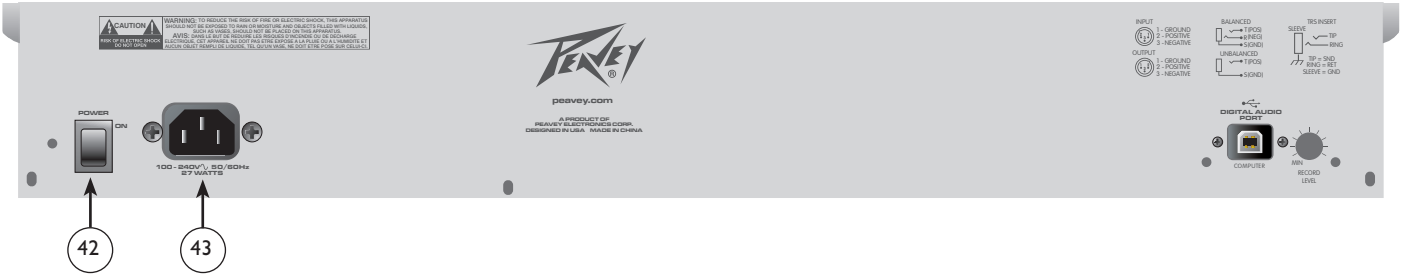 CAUTION
RISK OF ELECTRIC SHOCK
DO NOT OPEN
WARNING: TO REDUCE THE RISK OF FIRE OR ELECTRIC SHOCK, THIS APPARATUS
SHOULD NOT BE EXPOSED TO RAIN OR MOISTURE AND OBJECTS FILLED WITH LIQUIDS,
SUCH AS VASES, SHOULD NOT BE PLACED ON THIS APPARATUS.
AVIS: DANS LE BUT DE REDUIRE LES RISQUES D'INCENDIE OU DE DECHARGE
ELECTRIQUE, CET APPAREIL NE DOIT PAS ETRE EXPOSE A LA PLUIE OU A L'HUMIDITE ET
AUCUN OBJET REMPLI DE LIQUIDE, TEL QU'UN VASE, NE DOIT ETRE POSE SUR CELUI-CI.
PEAVEY®
peavey.com
A PRODUCT OF
PEAVEY ELECTRONICS CORP.
DESIGNED IN USA MADE IN CHINA
INPUT
1 - GROUND
2 - POSITIVE
3 - NEGATIVE
OUTPUT
1 - GROUND
2 - POSITIVE
3 - NEGATIVE
BALANCED
T(POS)
R(NEG)
S(GND)
UNBALANCED
T(POS)
S(GND)
TRS INSERT
SLEEVE
TIP
RING
TIP = SND
RING = RET
SLEEVE = GND
POWER
ON
100-240V 50/60Hz
27 WATTS
DIGITAL AUDIO
PORT
COMPUTER
MIN
RECORD
LEVEL
42
43